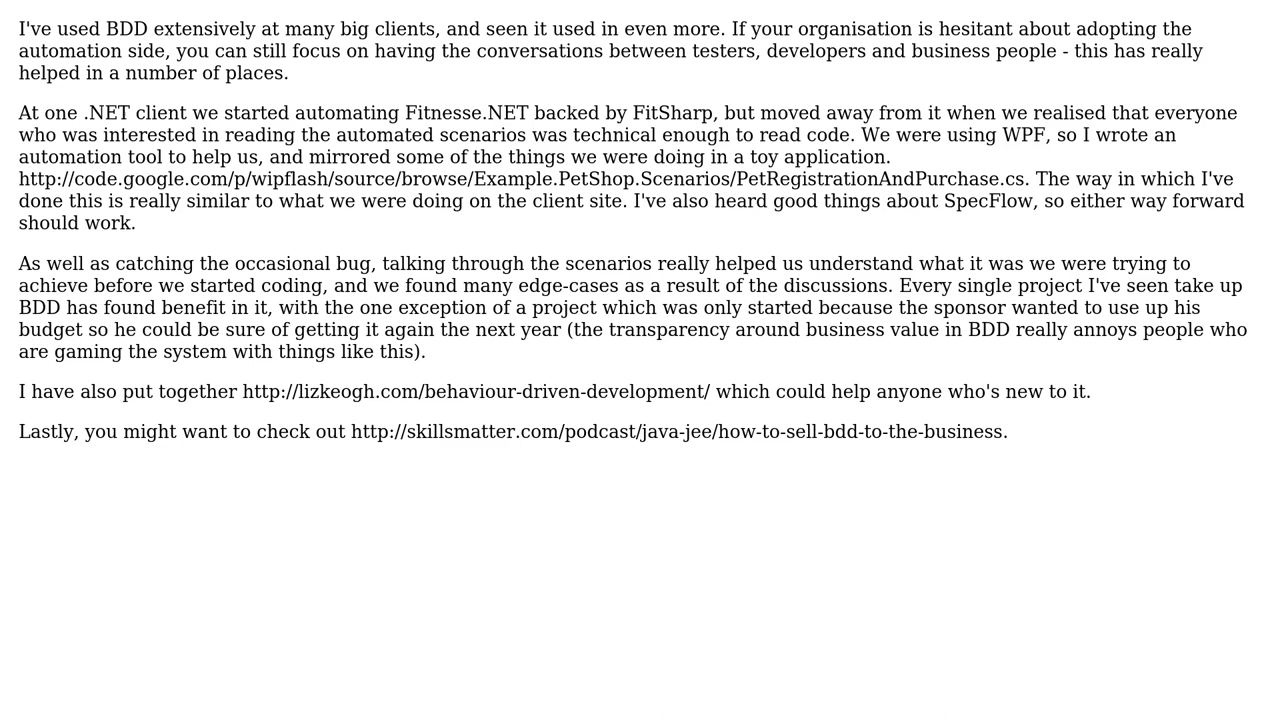 I've used BDD extensively at many big clients, and seen it used in even more. If your organisation is hesitant about adopting the
automation side, you can still focus on having the conversations between testers, developers and business people - this has really
helped in a number of places.
At one .NET client we started automating Fitnesse.NET backed by FitSharp, but moved away from it when we realised that everyone
who was interested in reading the automated scenarios was technical enough to read code. We were using WPF, so I wrote an
automation tool to help us, and mirrored some of the things we were doing in a toy application.
http://code.google.com/p/wipflash/source/browse/Example.PetShop.Scenarios/PetRegistrationAndPurchase.cs. The way in which I've
done this is really similar to what we were doing on the client site. I've also heard good things about SpecFlow, so either way forward
should work.
As well as catching the occasional bug, talking through the scenarios really helped us understand what it was we were trying to
achieve before we started coding, and we found many edge-cases as a result of the discussions. Every single project I've seen take up
BDD has found benefit in it, with the one exception of a project which was only started because the sponsor wanted to use up his
budget so he could be sure of getting it again the next year (the transparency around business value in BDD really annoys people who
are gaming the system with things like this).
I have also put together http://lizkeogh.com/behaviour-driven-development/ which could help anyone who's new to it.
Lastly, you might want to check out http://skillsmatter.com/podcast/java-jee/how-to-sell-bdd-to-the-business.